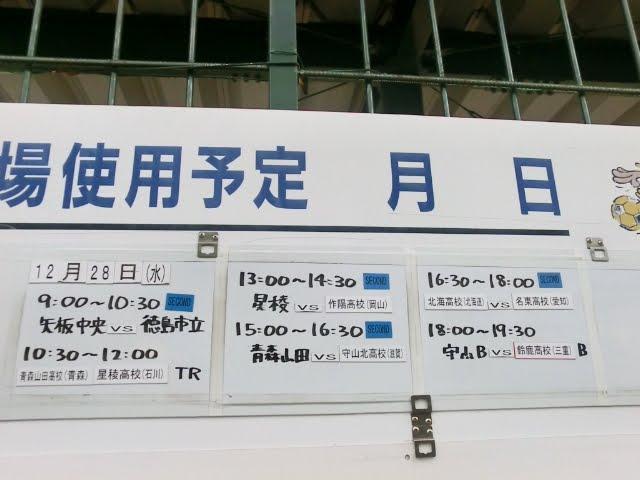 場使用予定 月 日
12月28日(水)
9:00〜10:30 SECOND
矢板中央 VS 徳島市立
10:30〜12:00
青森山田高校(青森) 星稜高校(石川) TR
13:00〜14:30 SECOND
星稜 VS 作陽高校(岡山)
15:00〜16:30 SECOND
青森山田 VS 守山北高校(滋賀)
16:30〜18:00 SECOND
北海高校(北海道) VS 名東高校(愛知)
18:00〜19:30
守山B VS 鈴鹿高校(三重) B